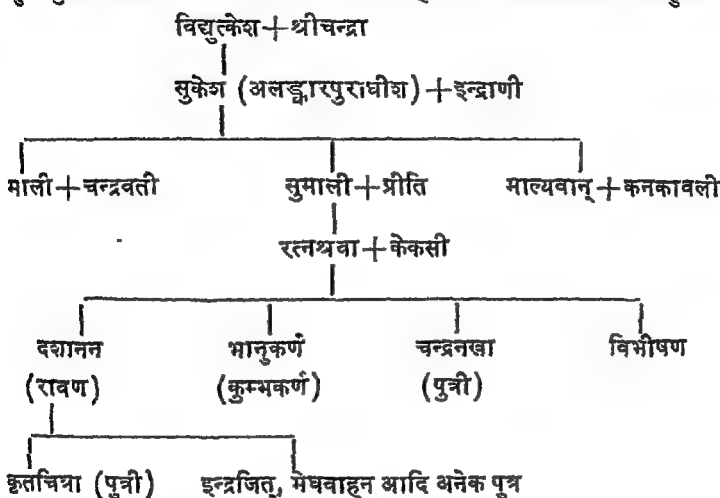 विद्युत्केश+श्रीचन्द्रा
सुकेश (अलङ्कारपुराधीश)+इन्द्राणी
माली+चन्द्रवती सुमाली+प्रीति माल्यवान्+कनकावली
रत्नश्रवा+केकसी
दशानन भानुकर्ण चन्द्रनखा विभीषण
(रावण) (कुम्भकर्ण) (पुत्री)
कृतचित्रा (पुत्री) इन्द्रजित्, मेघवाहन आदि अनेक पुत्र